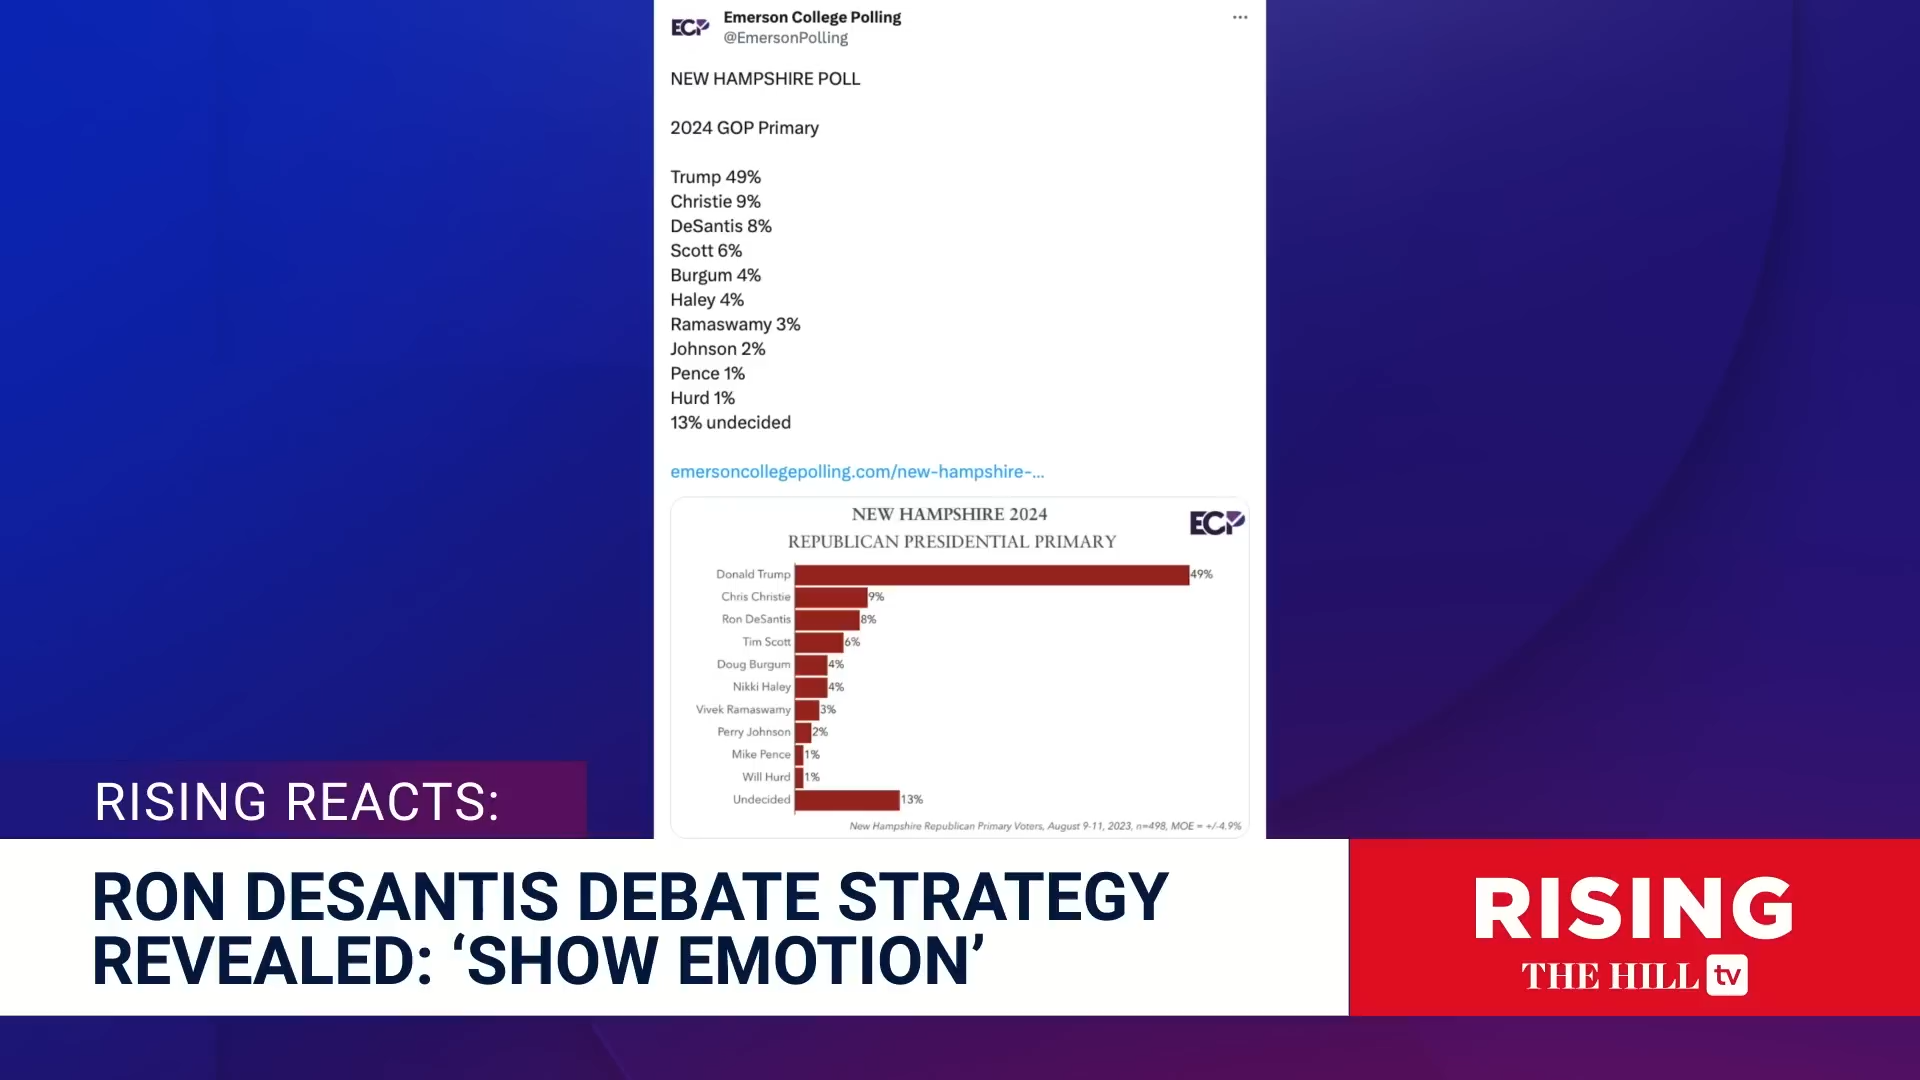 ECP Emerson College Polling
@EmersonPolling
NEW HAMPSHIRE POLL
2024 GOP Primary
Trump 49%
Christie 9%
DeSantis 8%
Scott 6%
Burgum 4%
Haley 4%
Ramaswamy 3%
Johnson 2%
Pence 1%
Hurd 1%
13% undecided
emersoncollegepolling.com/new-hampshire-...
NEW HAMPSHIRE 2024
REPUBLICAN PRESIDENTIAL PRIMARY
ECP
Donald Trump 49%
Chris Christie 9%
Ron DeSantis 8%
Tim Scott 6%
Doug Burgum 4%
Nikki Haley 4%
Vivek Ramaswamy 3%
Perry Johnson 2%
Mike Pence 1%
Will Hurd 1%
Undecided 13%
New Hampshire Republican Primary Voters, August 9-11, 2023, n=498, MOE = +/-4.9%
RISING REACTS:
RON DESANTIS DEBATE STRATEGY
REVEALED: ‘SHOW EMOTION’
RISING
THE HILL tv